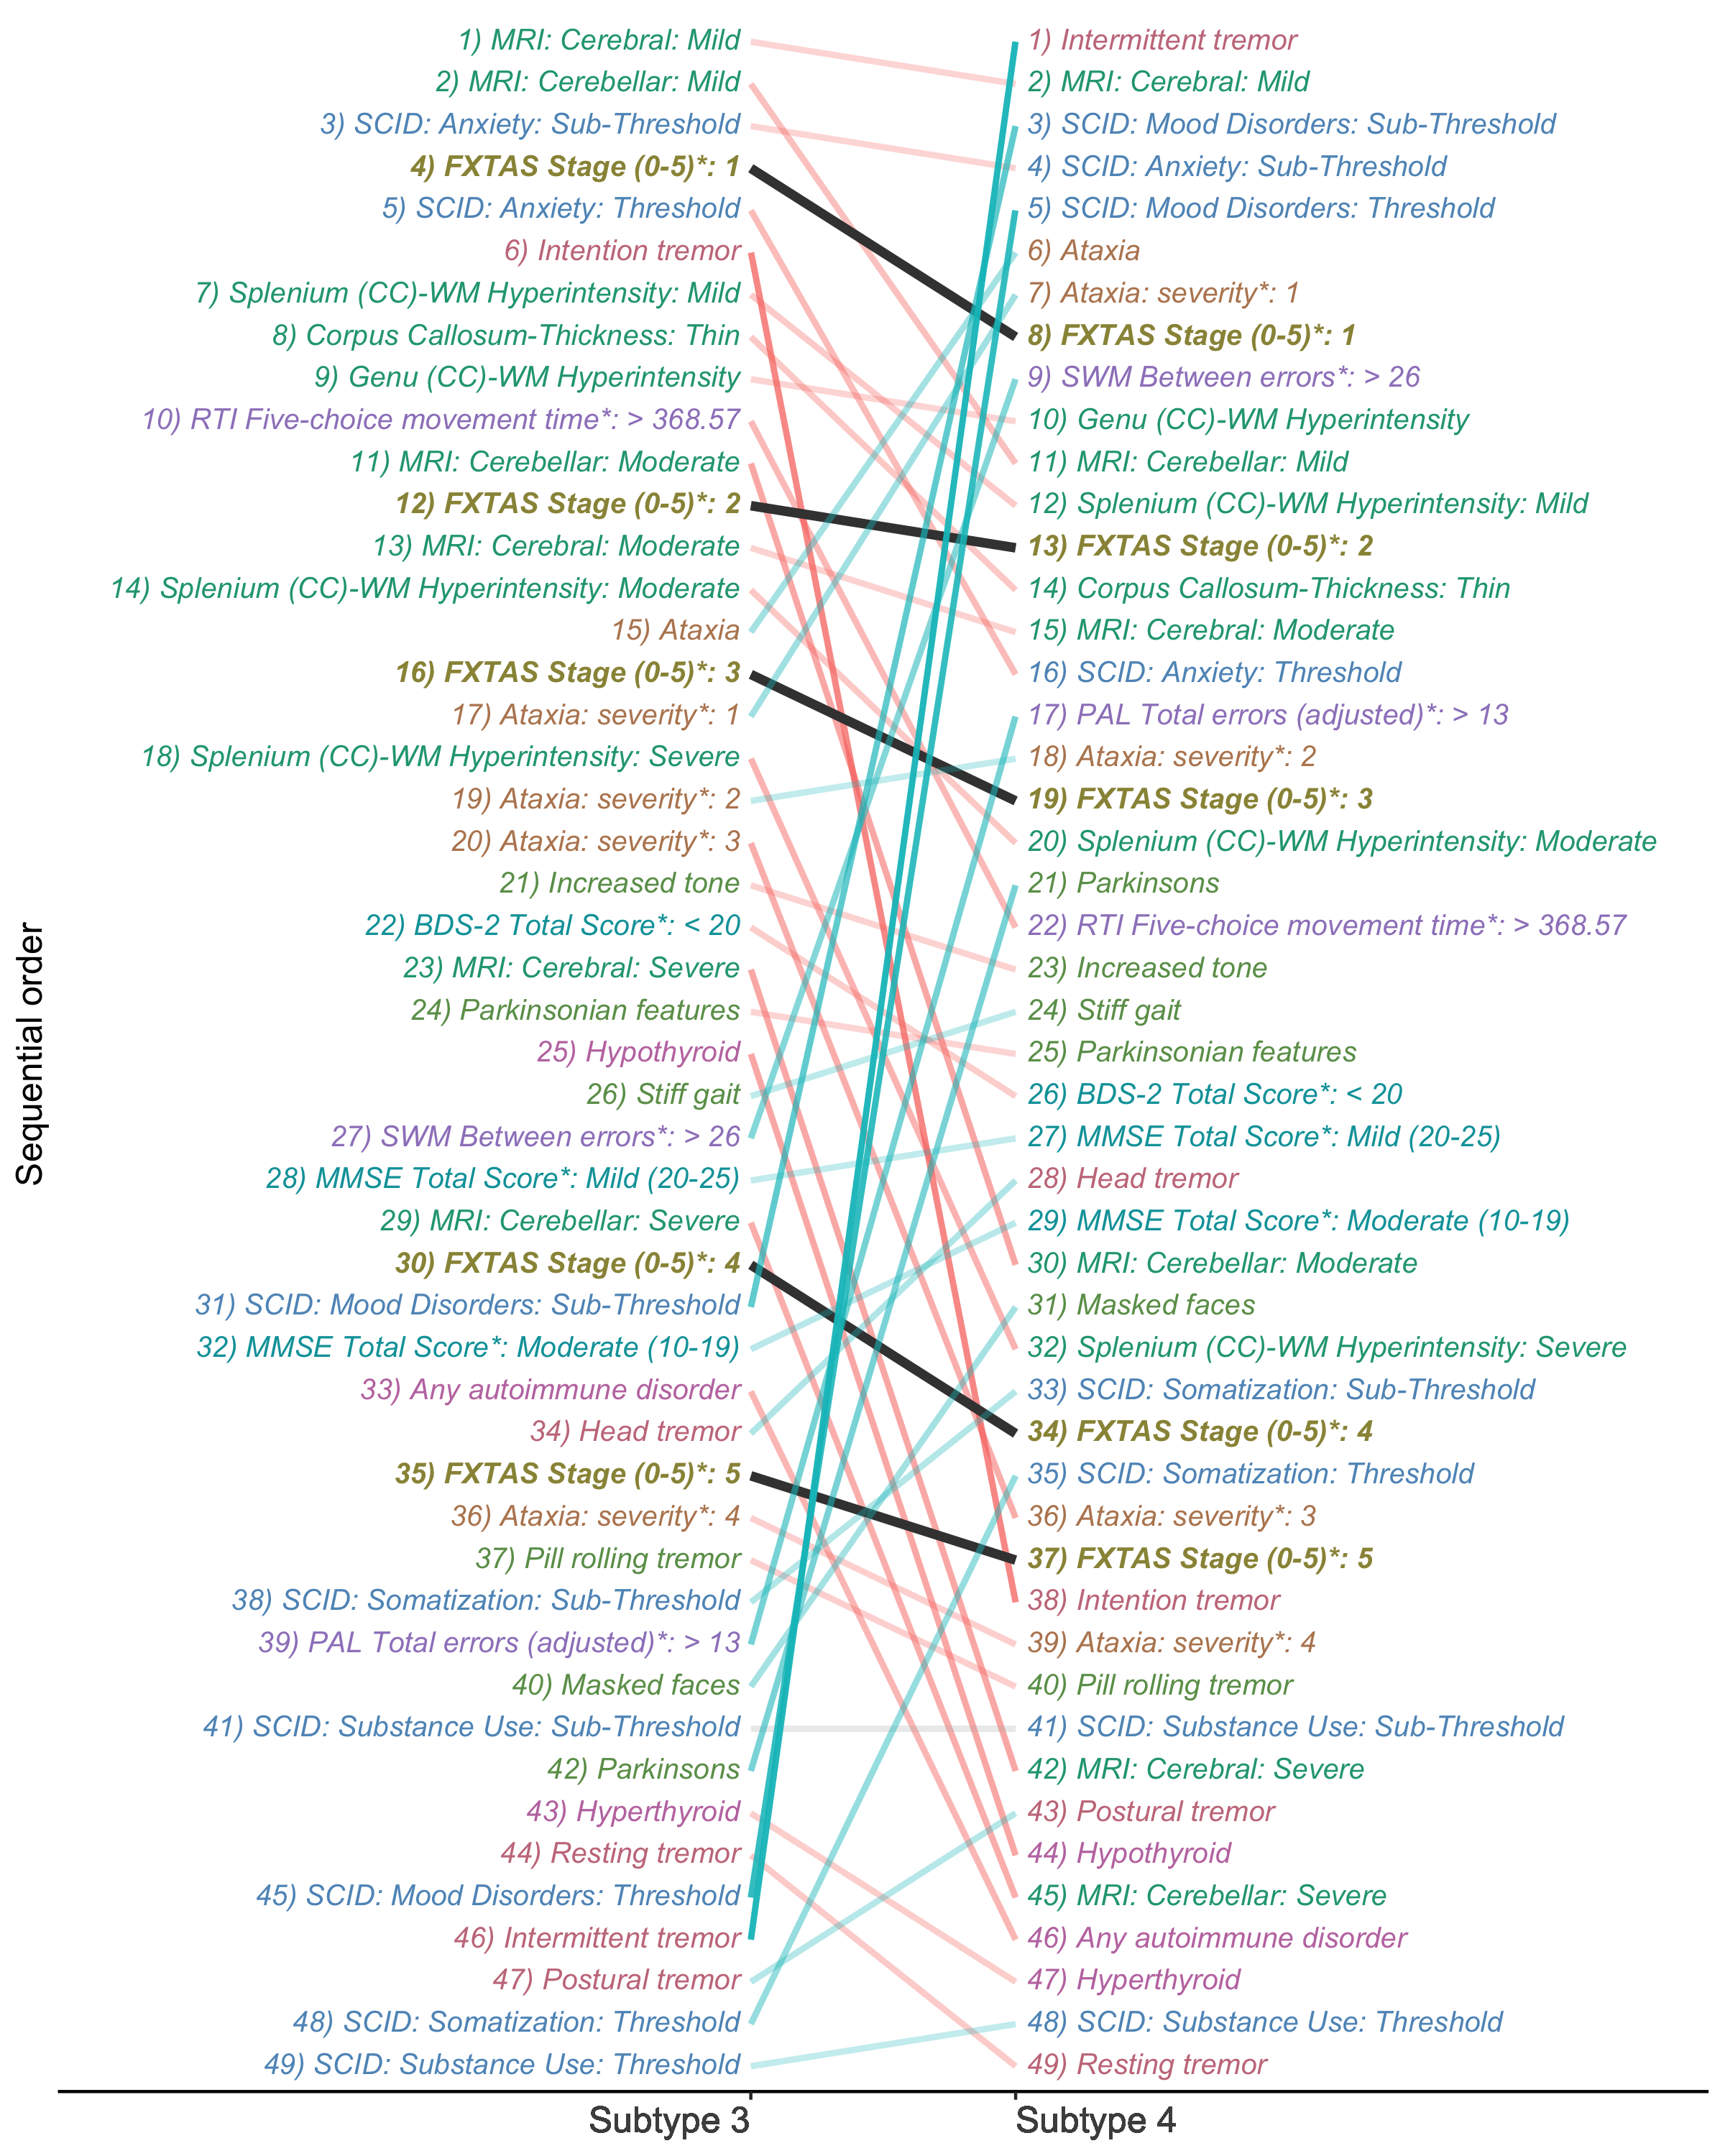 Sequential order
1) MRI: Cerebral: Mild
2) MRI: Cerebellar: Mild
3) SCID: Anxiety: Sub-Threshold
4) FXTAS Stage (0-5)*: 1
5) SCID: Anxiety: Threshold
6) Intention tremor
7) Splenium (CC)-WM Hyperintensity: Mild
8) Corpus Callosum-Thickness: Thin
9) Genu (CC)-WM Hyperintensity
10) RTI Five-choice movement time*: > 368.57
11) MRI: Cerebellar: Moderate
12) FXTAS Stage (0-5)*: 2
13) MRI: Cerebral: Moderate
14) Splenium (CC)-WM Hyperintensity: Moderate
15) Ataxia
16) FXTAS Stage (0-5)*: 3
17) Ataxia: severity*: 1
18) Splenium (CC)-WM Hyperintensity: Severe
19) Ataxia: severity*: 2
20) Ataxia: severity*: 3
21) Increased tone
22) BDS-2 Total Score*: < 20
23) MRI: Cerebral: Severe
24) Parkinsonian features
25) Hypothyroid
26) Stiff gait
27) SWM Between errors*: > 26
28) MMSE Total Score*: Mild (20-25)
29) MRI: Cerebellar: Severe
30) FXTAS Stage (0-5)*: 4
31) SCID: Mood Disorders: Sub-Threshold
32) MMSE Total Score*: Moderate (10-19)
33) Any autoimmune disorder
34) Head tremor
35) FXTAS Stage (0-5)*: 5
36) Ataxia: severity*: 4
37) Pill rolling tremor
38) SCID: Somatization: Sub-Threshold
39) PAL Total errors (adjusted)*: > 13
40) Masked faces
41) SCID: Substance Use: Sub-Threshold
42) Parkinsons
43) Hyperthyroid
44) Resting tremor
45) SCID: Mood Disorders: Threshold
46) Intermittent tremor
47) Postural tremor
48) SCID: Somatization: Threshold
49) SCID: Substance Use: Threshold
Subtype 3
1) Intermittent tremor
2) MRI: Cerebral: Mild
3) SCID: Mood Disorders: Sub-Threshold
4) SCID: Anxiety: Sub-Threshold
5) SCID: Mood Disorders: Threshold
6) Ataxia
7) Ataxia: severity*: 1
8) FXTAS Stage (0-5)*: 1
9) SWM Between errors*: > 26
10) Genu (CC)-WM Hyperintensity
11) MRI: Cerebellar: Mild
12) Splenium (CC)-WM Hyperintensity: Mild
13) FXTAS Stage (0-5)*: 2
14) Corpus Callosum-Thickness: Thin
15) MRI: Cerebral: Moderate
16) SCID: Anxiety: Threshold
17) PAL Total errors (adjusted)*: > 13
18) Ataxia: severity*: 2
19) FXTAS Stage (0-5)*: 3
20) Splenium (CC)-WM Hyperintensity: Moderate
21) Parkinsons
22) RTI Five-choice movement time*: > 368.57
23) Increased tone
24) Stiff gait
25) Parkinsonian features
26) BDS-2 Total Score*: < 20
27) MMSE Total Score*: Mild (20-25)
28) Head tremor
29) MMSE Total Score*: Moderate (10-19)
30) MRI: Cerebellar: Moderate
31) Masked faces
32) Splenium (CC)-WM Hyperintensity: Severe
33) SCID: Somatization: Sub-Threshold
34) FXTAS Stage (0-5)*: 4
35) SCID: Somatization: Threshold
36) Ataxia: severity*: 3
37) FXTAS Stage (0-5)*: 5
38) Intention tremor
39) Ataxia: severity*: 4
40) Pill rolling tremor
41) SCID: Substance Use: Sub-Threshold
42) MRI: Cerebral: Severe
43) Postural tremor
44) Hypothyroid
45) MRI: Cerebellar: Severe
46) Any autoimmune disorder
47) Hyperthyroid
48) SCID: Substance Use: Threshold
49) Resting tremor
Subtype 4